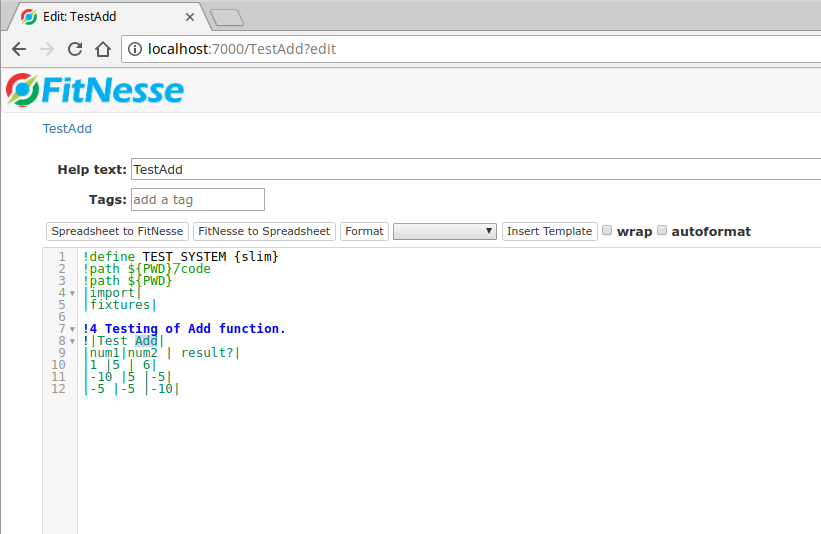 Edit: TestAdd
localhost:7000/TestAdd?edit
FitNesse
TestAdd
Help text: TestAdd
Tags: add a tag
Spreadsheet to FitNesse FitNesse to Spreadsheet Format Insert Template wrap autoformat
1 !define TEST_SYSTEM {slim}
2 !path ${PWD}/code
3 !path ${PWD}
4 |import|
5 |fixtures|
6
7 !4 Testing of Add function.
8 !|Test Add|
9 |num1|num2 | result?|
10 |1 |5 | 6|
11 |-10 |5 |-5|
12 |-5 |-5 |-10|